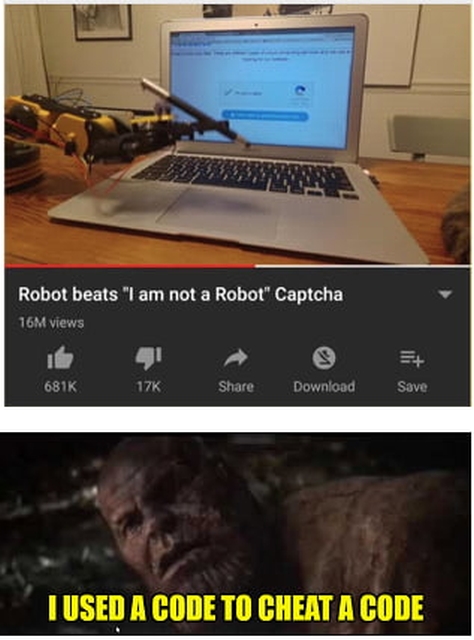 Robot beats "I am not a Robot" Captcha
16M views
681K
17K
Share
Download
Save
I USED A CODE TO CHEAT A CODE